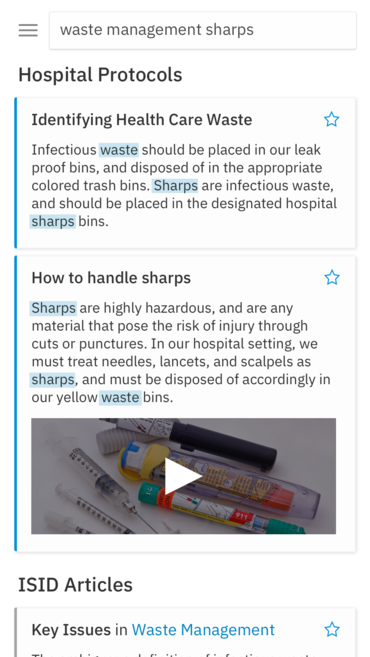 waste management sharps
Hospital Protocols
Identifying Health Care Waste
Infectious waste should be placed in our leak
proof bins, and disposed of in the appropriate
colored trash bins. Sharps are infectious waste,
and should be placed in the designated hospital
sharps bins.
How to handle sharps
Sharps are highly hazardous, and are any
material that pose the risk of injury through
cuts or punctures. In our hospital setting, we
must treat needles, lancets, and scalpels as
sharps, and must be disposed of accordingly in
our yellow waste bins.
ISID Articles
Key Issues in Waste Management